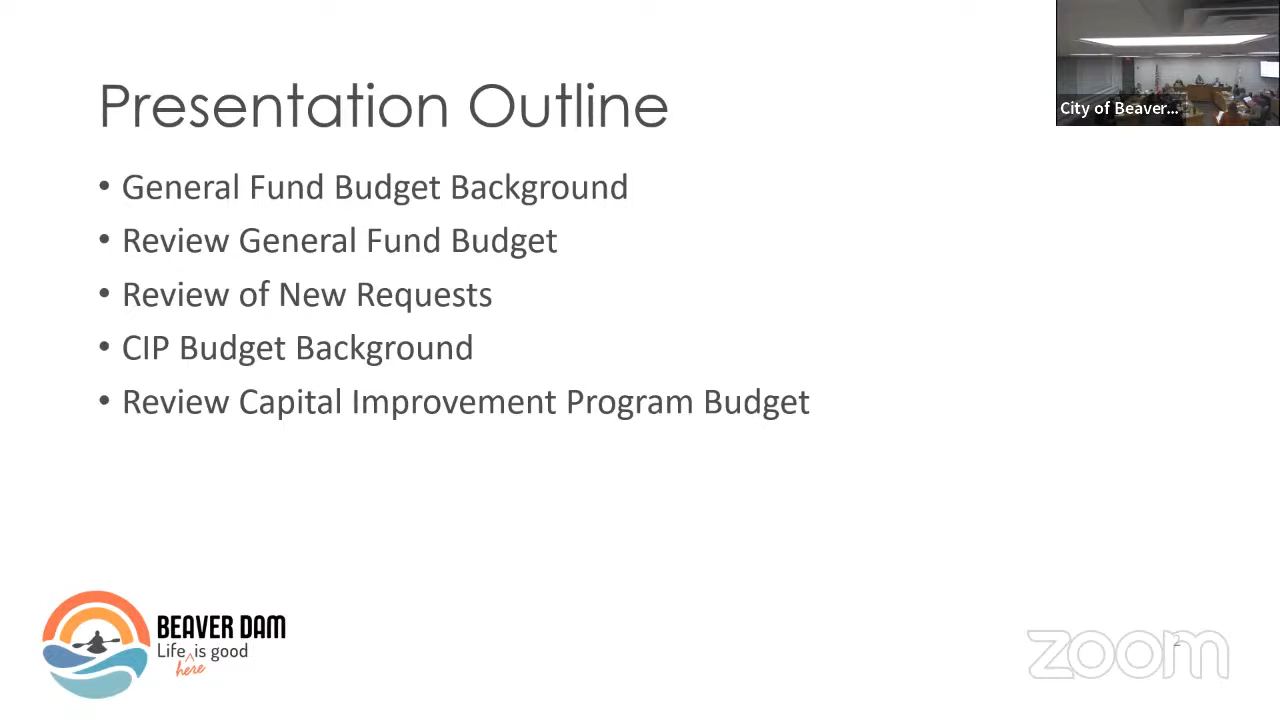 Presentation Outline
City of Beaver...
• General Fund Budget Background
• Review General Fund Budget
• Review of New Requests
• CIP Budget Background
• Review Capital Improvement Program Budget
BEAVER DAM
Life is good
here
zoom
2